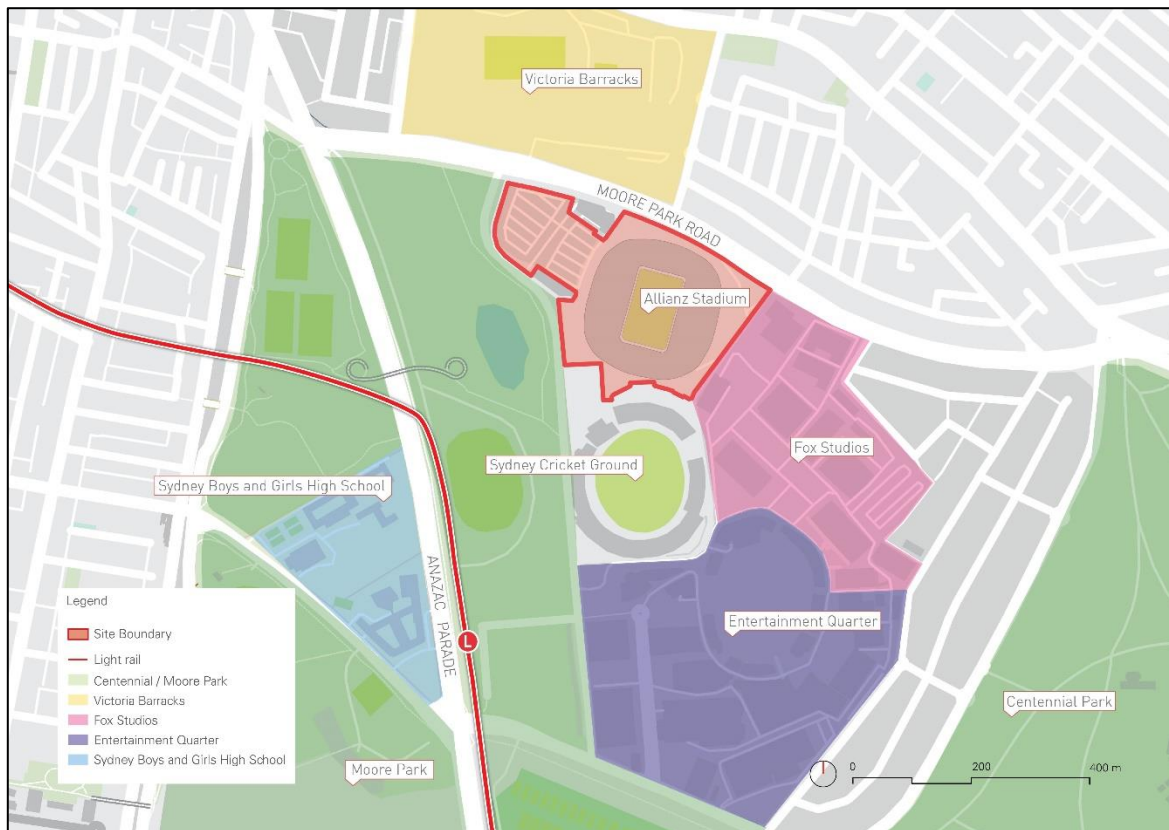 Victoria Barracks
MOORE PARK ROAD
Allianz Stadium
Fox Studios
Sydney Cricket Ground
Sydney Boys and Girls High School
ANAZAC PARADE
L
Entertainment Quarter
Centennial Park
Moore Park
Legend
Site Boundary
Light rail
Centennial / Moore Park
Victoria Barracks
Fox Studios
Entertainment Quarter
Sydney Boys and Girls High School
0 200 400 m